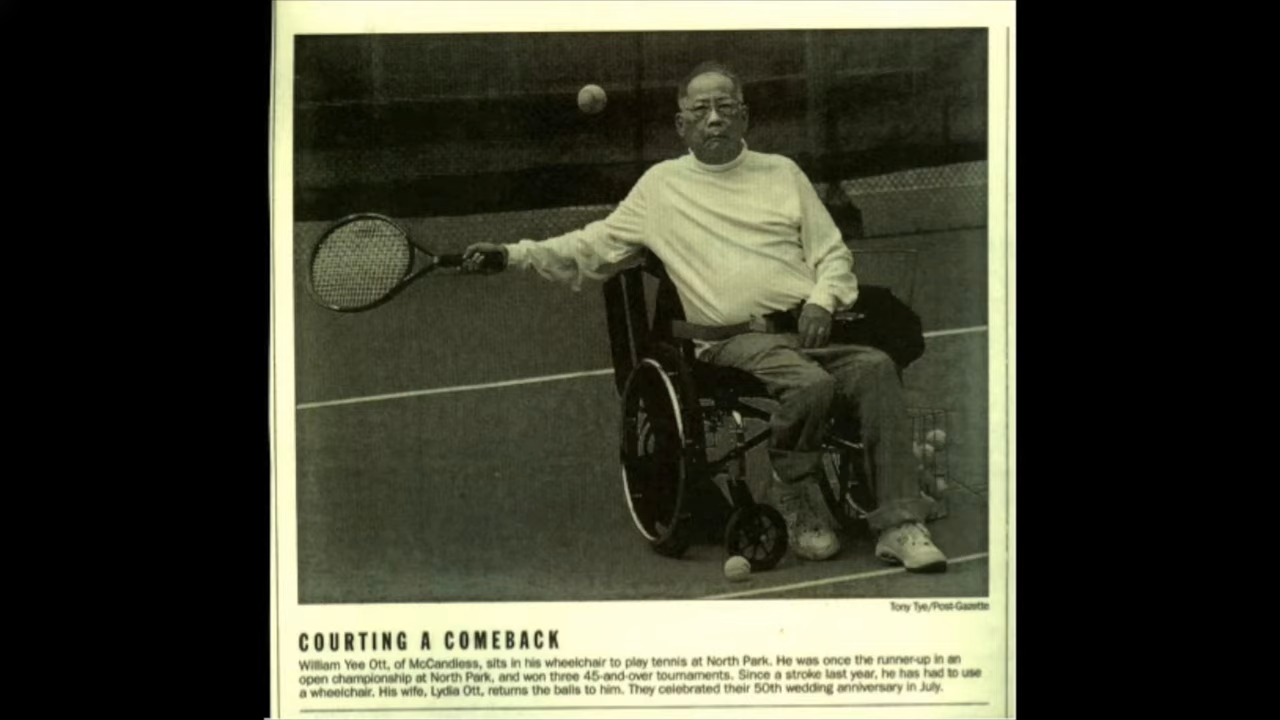 Tony Tye/Post-Gazette
COURTING A COMEBACK
William Yee Ott, of McCandless, sits in his wheelchair to play tennis at North Park. He was once the runner-up in an
open championship at North Park, and won three 45-and-over tournaments. Since a stroke last year, he has had to use
a wheelchair. His wife, Lydia Ott, returns the balls to him. They celebrated their 50th wedding anniversary in July.